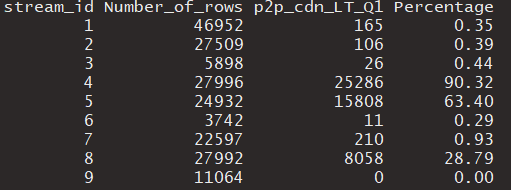 stream_id Number_of_rows p2p_cdn_LT_Q1 Percentage
1 46952 165 0.35
2 27509 106 0.39
3 5898 26 0.44
4 27996 25286 90.32
5 24932 15808 63.40
6 3742 11 0.29
7 22597 210 0.93
8 27992 8058 28.79
9 11064 0 0.00